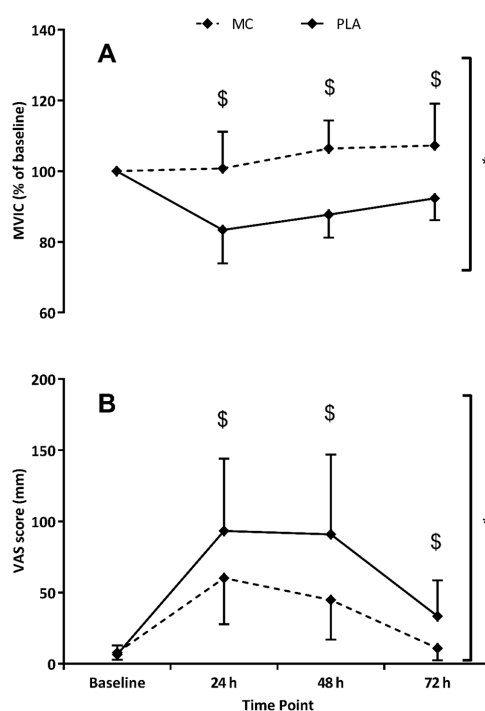 MC PLA
A
MVIC (% of baseline)
140
120
100
80
60
$ $ $
*
B
VAS score (mm)
200
150
100
50
0
$ $ $
*
Baseline 24 h 48 h 72 h
Time Point